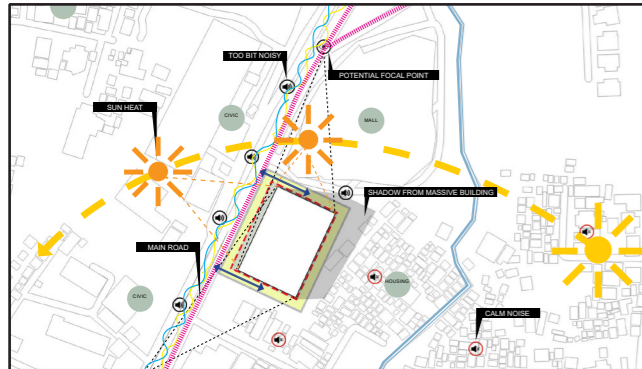 TOO BIT NOISY
POTENTIAL FOCAL POINT
SUN HEAT
CIVIC
MALL
SHADOW FROM MASSIVE BUILDING
MAIN ROAD
HOUSING
CIVIC
CALM NOISE